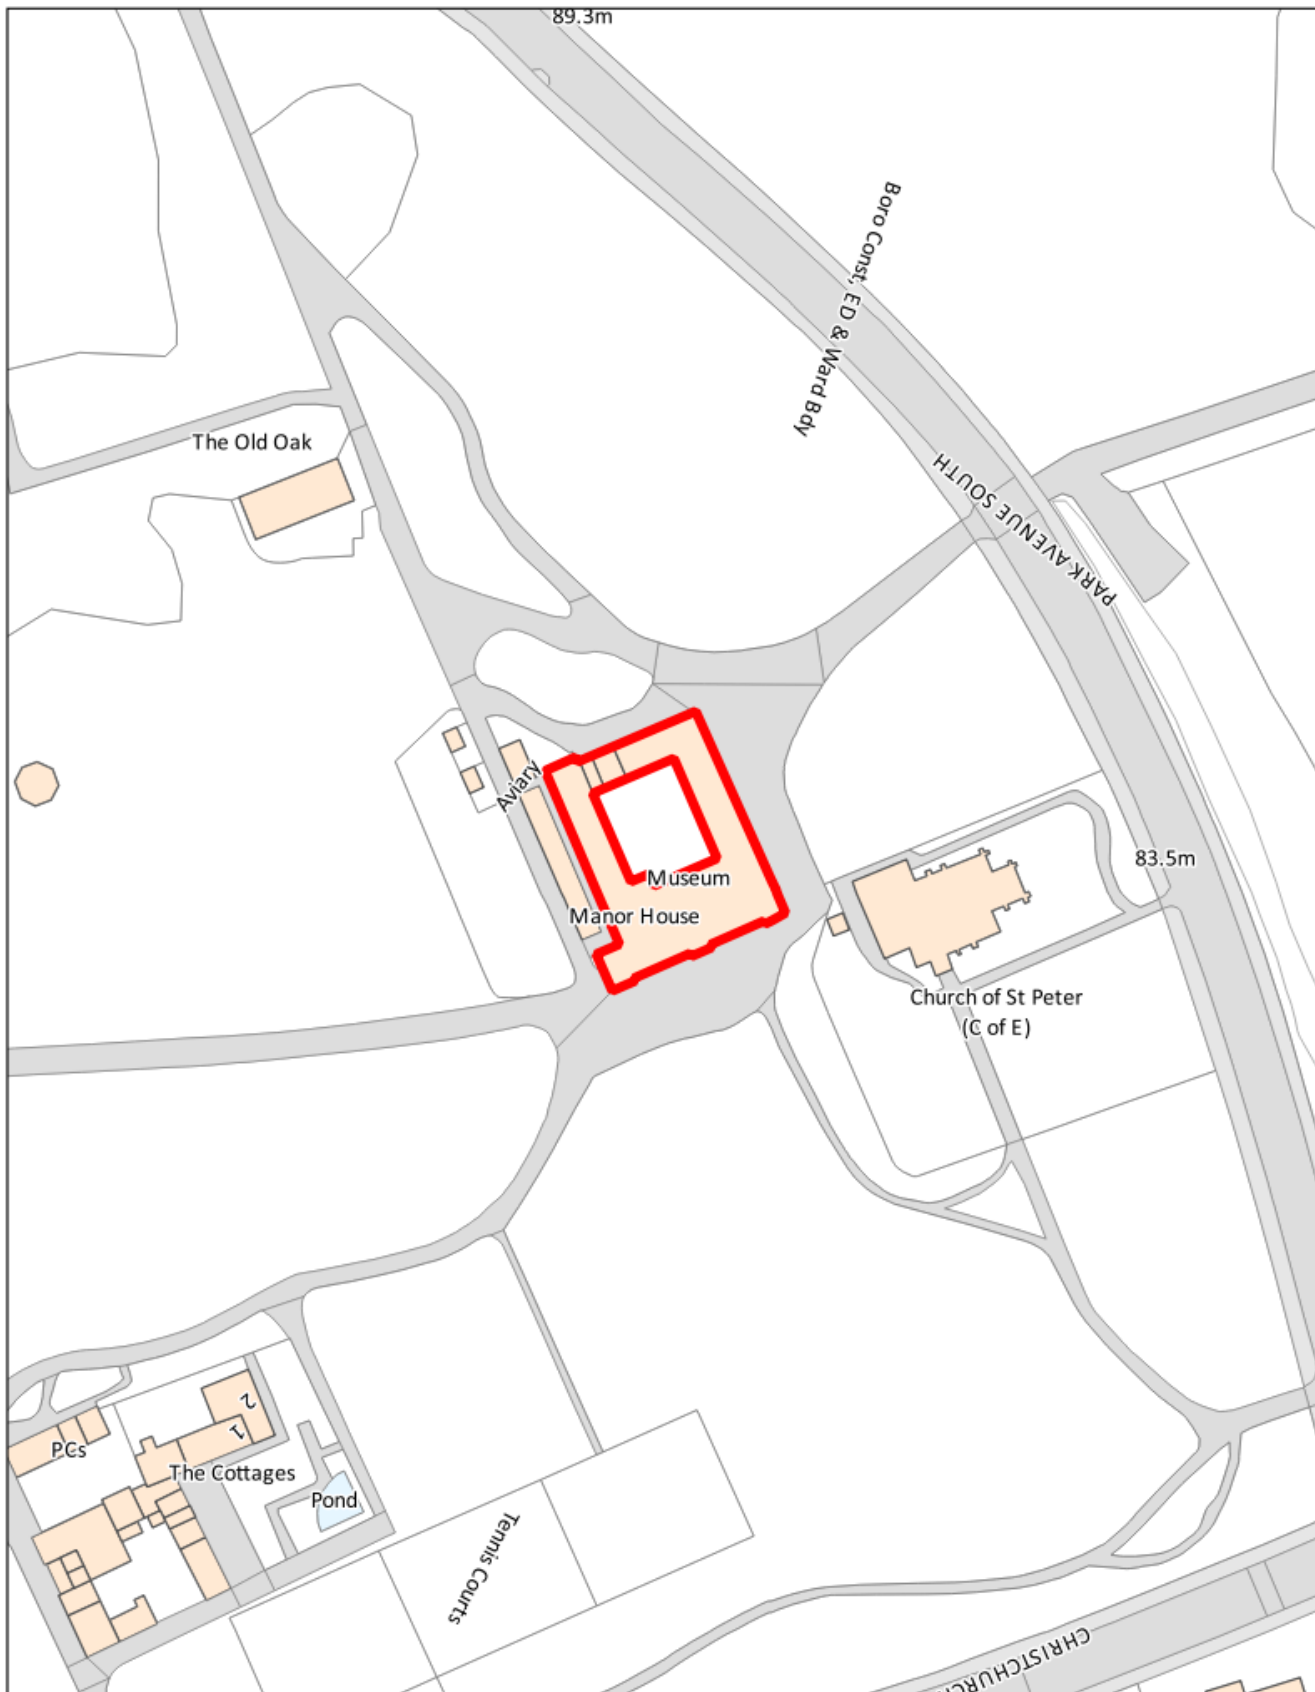 89.3m
Boro Const, ED & Ward Bdy
The Old Oak
PARK AVENUE SOUTH
Aviary
83.5m
Museum
Manor House
Church of St Peter
(C of E)
2
1
PCs
The Cottages
Pond
Tennis Courts
CHRISTCHURCH